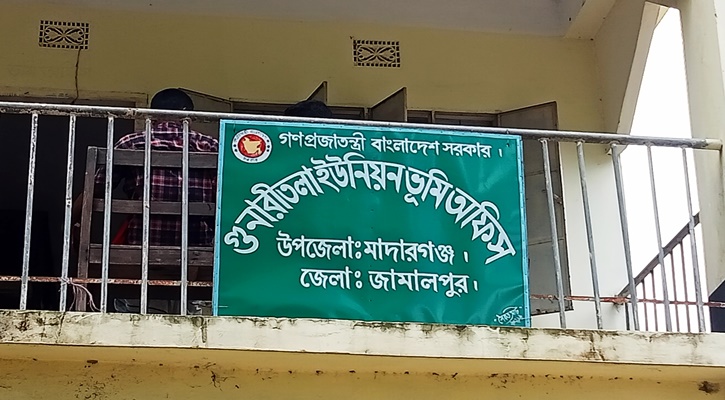 গণপ্রজাতন্ত্রী বাংলাদেশ সরকার ।
গুনারীতলা ইউনিয়ন ভূমি অফিস
উপজেলাঃ মাদারগঞ্জ ।
জেলাঃ জামালপুর ।